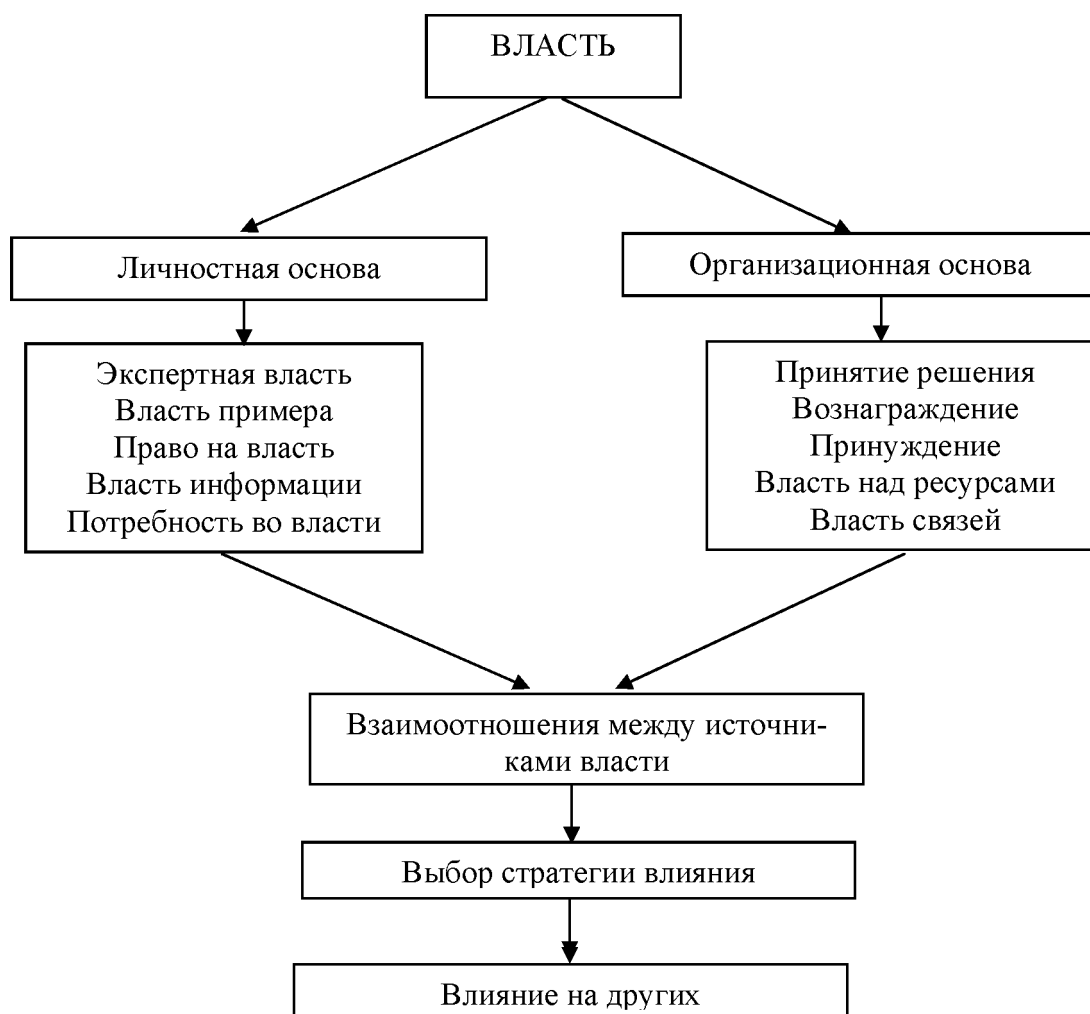 ВЛАСТЬ
Личностная основа
Организационная основа
Экспертная власть
Власть примера
Право на власть
Власть информации
Потребность во власти
Принятие решения
Вознаграждение
Принуждение
Власть над ресурсами
Власть связей
Взаимоотношения между источни-
ками власти
Выбор стратегии влияния
Влияние на других